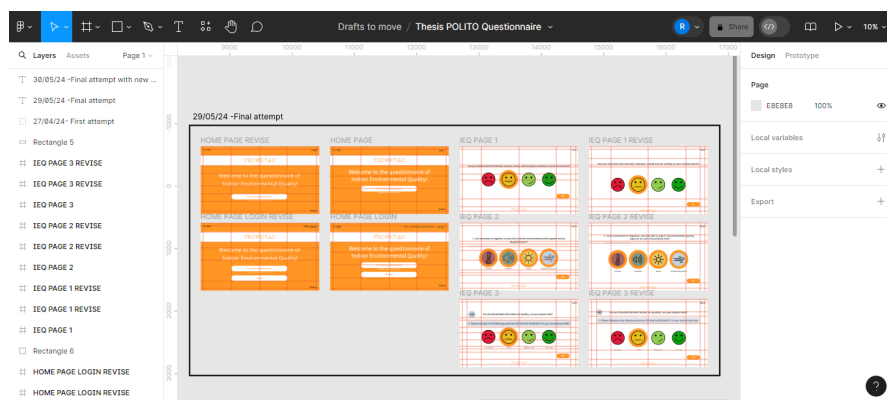 Drafts to move / Thesis POLITO Questionnaire
R
Share
10%
Layers Assets Page 1
30/05/24 -Final attempt with new ...
29/05/24 -Final attempt
27/04/24- First attempt
Rectangle 5
IEQ PAGE 3 REVISE
IEQ PAGE 3 REVISE
IEQ PAGE 3
IEQ PAGE 2 REVISE
IEQ PAGE 2 REVISE
IEQ PAGE 2
IEQ PAGE 1 REVISE
IEQ PAGE 1 REVISE
IEQ PAGE 1
Rectangle 6
HOME PAGE LOGIN REVISE
HOME PAGE LOGIN REVISE
9000 10000 11000 12000 13000 14000 15000 16000 17000
-1000
0
2000
3000
29/05/24 -Final attempt
HOME PAGE REVISE HOME PAGE IEQ PAGE 1 IEQ PAGE 1 REVISE
Welcome to the questionnaire of
Indoor Environmental Quality!
Welcome to the questionnaire of
Indoor Environmental Quality!
HOME PAGE LOGIN REVISE HOME PAGE LOGIN IEQ PAGE 2 IEQ PAGE 2 REVISE
Welcome to the questionnaire of
Indoor Environmental Quality!
Welcome to the questionnaire of
Indoor Environmental Quality!
IEQ PAGE 3 IEQ PAGE 3 REVISE
Design Prototype
Page
E8E8E8 100%
Local variables
Local styles
Export
?